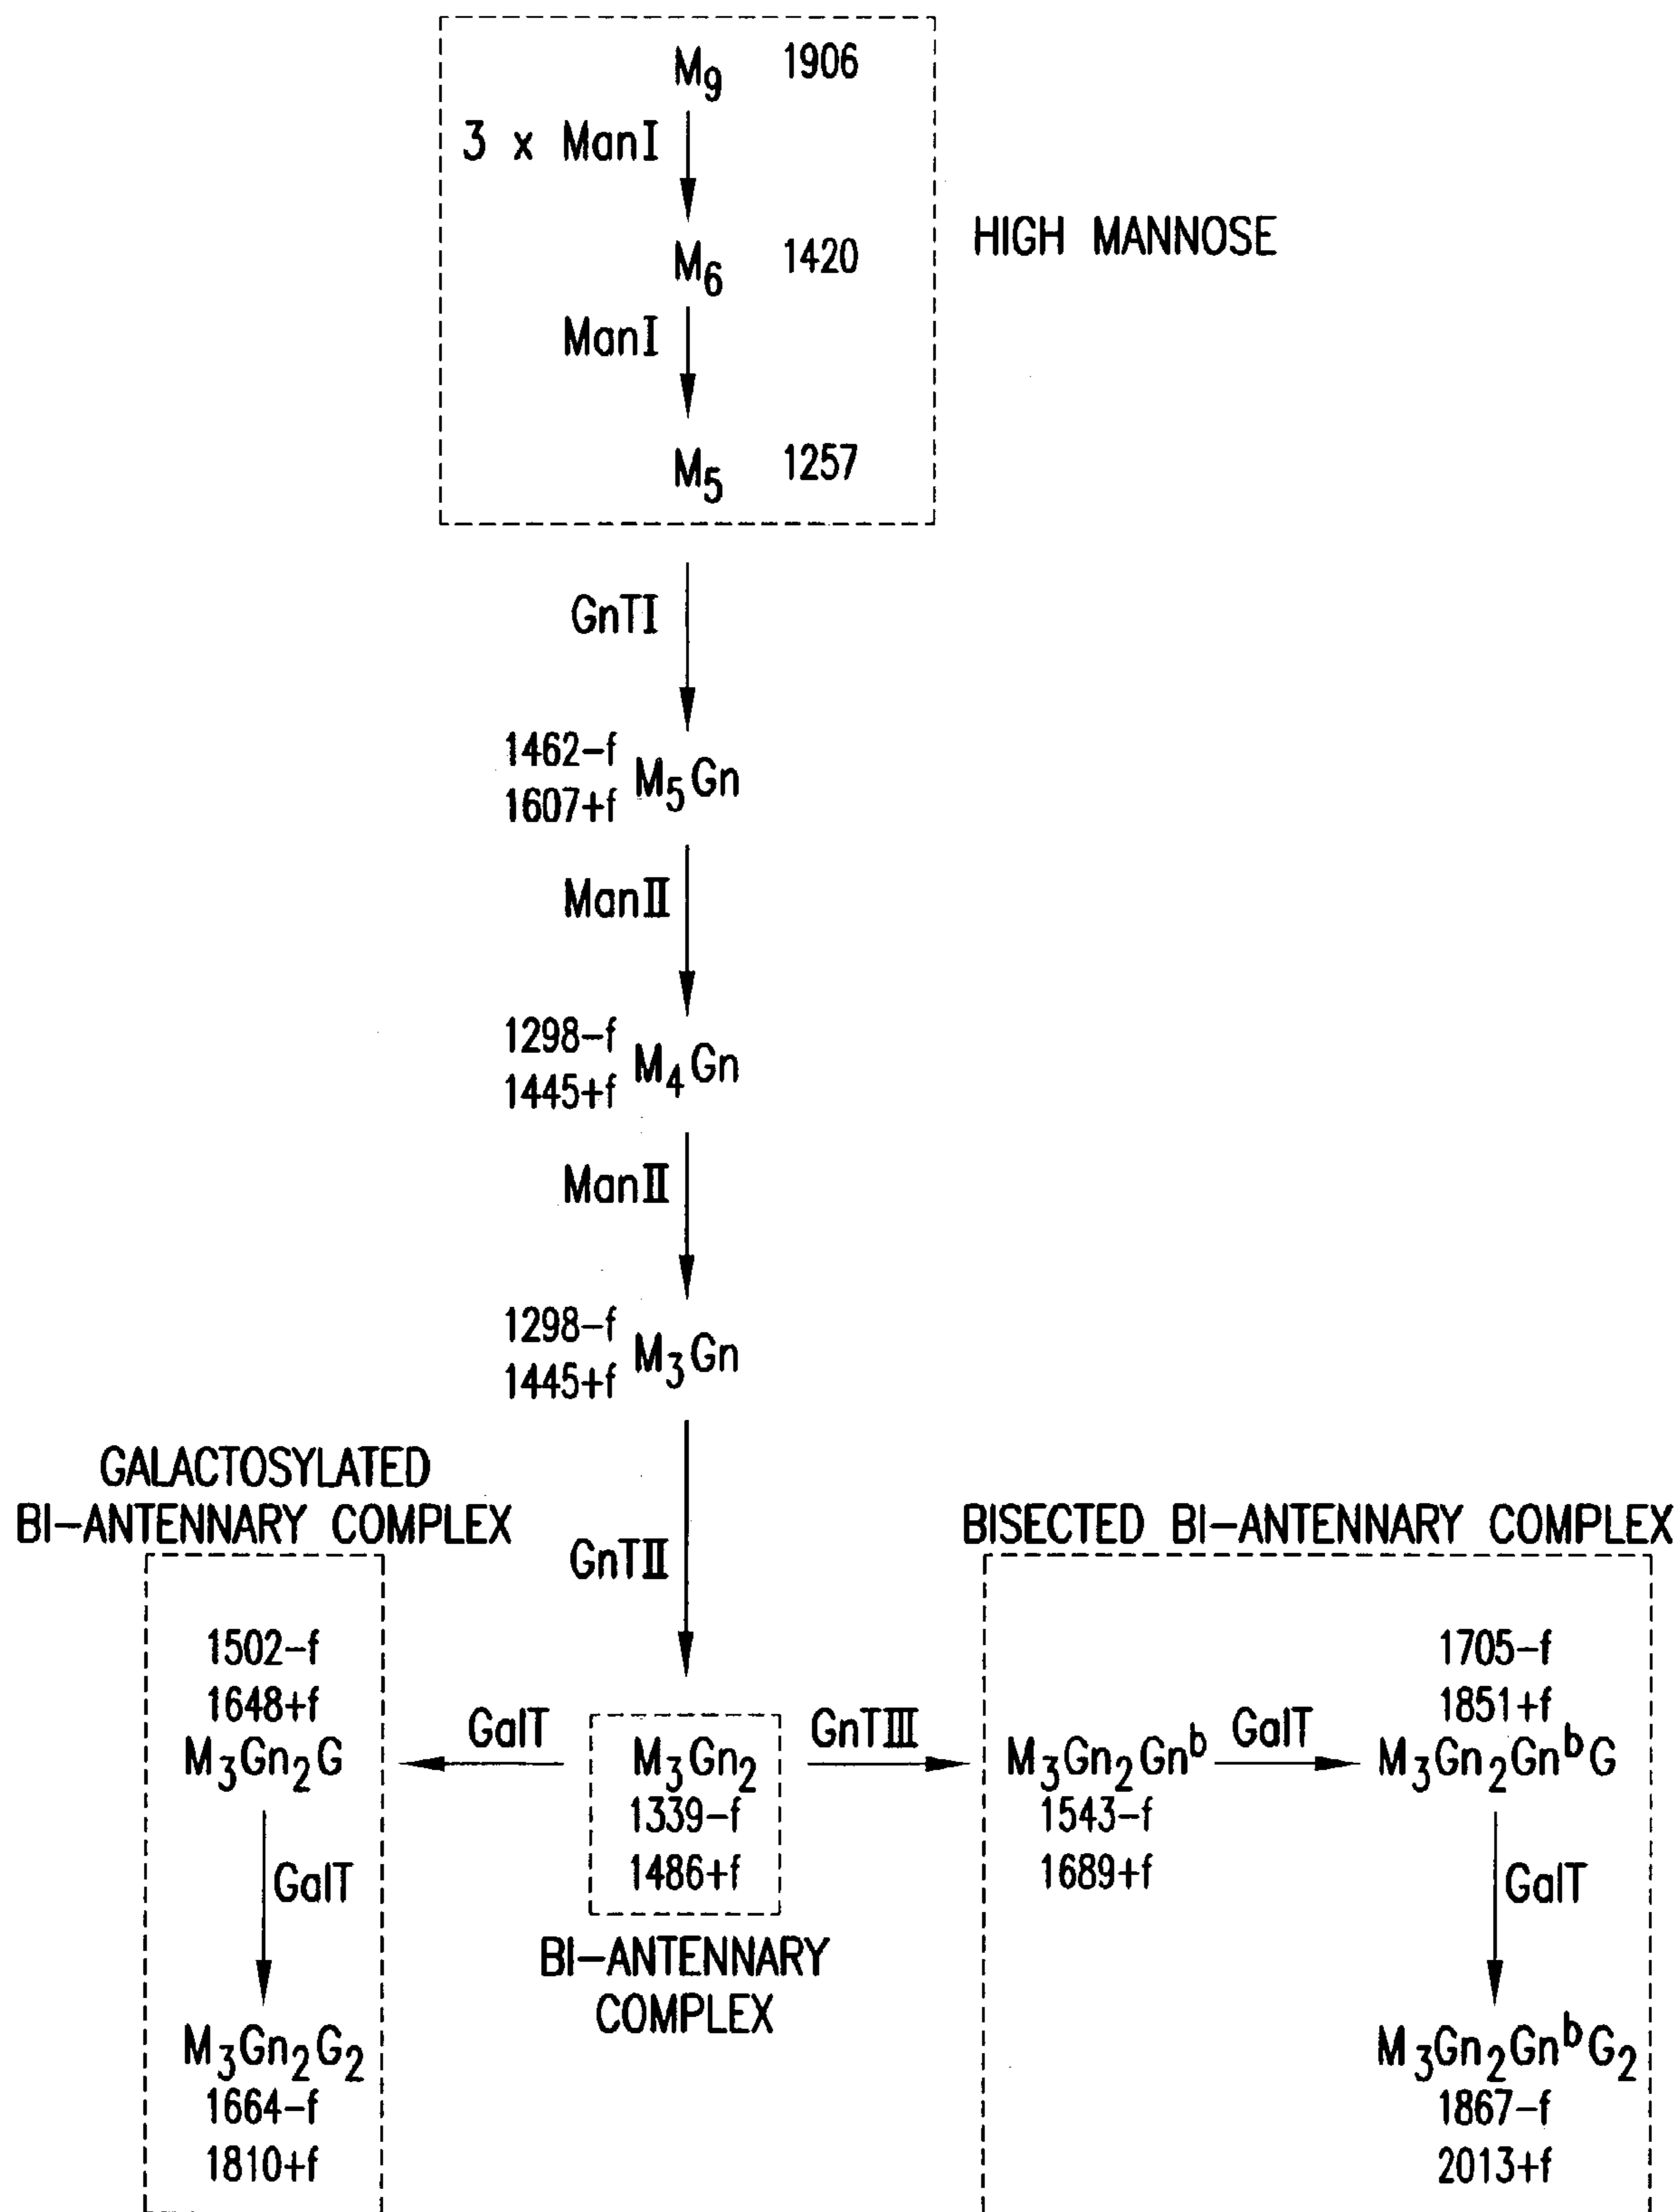 M₉ 1906
3 x ManI
M₆ 1420
HIGH MANNOSE
ManI
M₅ 1257
GnTI
1462-f
1607+f
M₅Gn
ManII
1298-f
1445+f
M₄Gn
ManII
1298-f
1445+f
M₃Gn
GnTII
GALACTOSYLATED
BI-ANTENNARY COMPLEX
1502-f
1648+f
M₃Gn₂G
GalT
M₃Gn₂G₂
1664-f
1810+f
GalT
M₃Gn₂
1339-f
1486+f
BI-ANTENNARY
COMPLEX
GnTIII
BISECTED BI-ANTENNARY COMPLEX
M₃Gn₂Gnᵇ
1543-f
1689+f
GalT
1705-f
1851+f
M₃Gn₂GnᵇG
GalT
M₃Gn₂GnᵇG₂
1867-f
2013+f